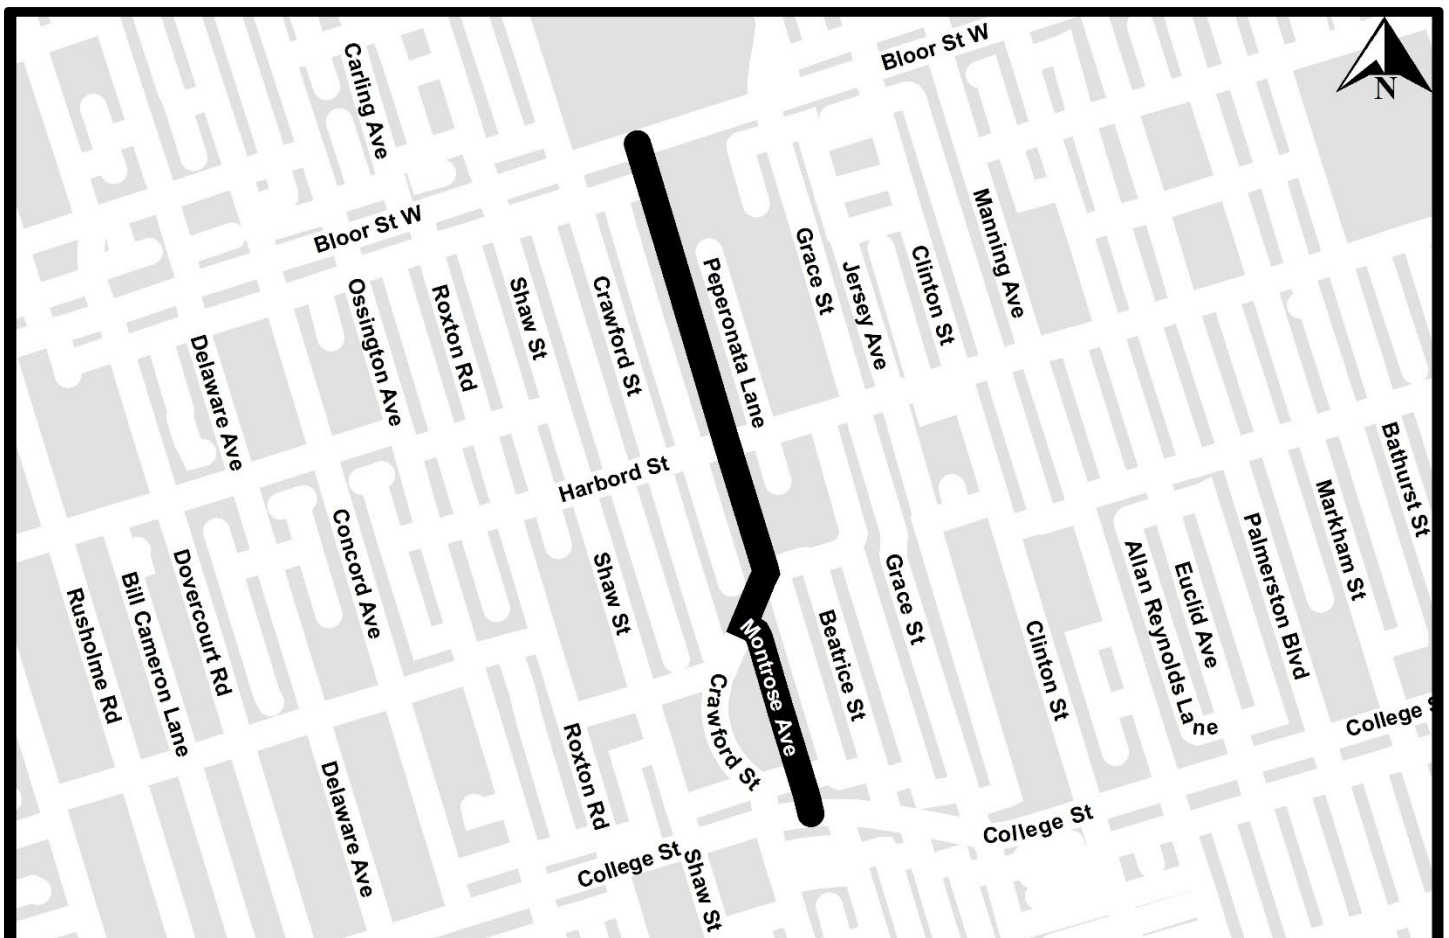 Bloor St W
N
Carling Ave
Bloor St W
Manning Ave
Grace St
Clinton St
Jersey Ave
Peperonata Lane
Crawford St
Shaw St
Roxton Rd
Ossington Ave
Delaware Ave
Harbord St
Bathurst St
Markham St
Palmerston Blvd
Euclid Ave
Allan Reynolds Lane
Concord Ave
Dovercourt Rd
Bill Cameron Lane
Rusholme Rd
Shaw St
Grace St
Beatrice St
Clinton St
Montrose Ave
Crawford St
Roxton Rd
Delaware Ave
College S
College St
College St
Shaw St